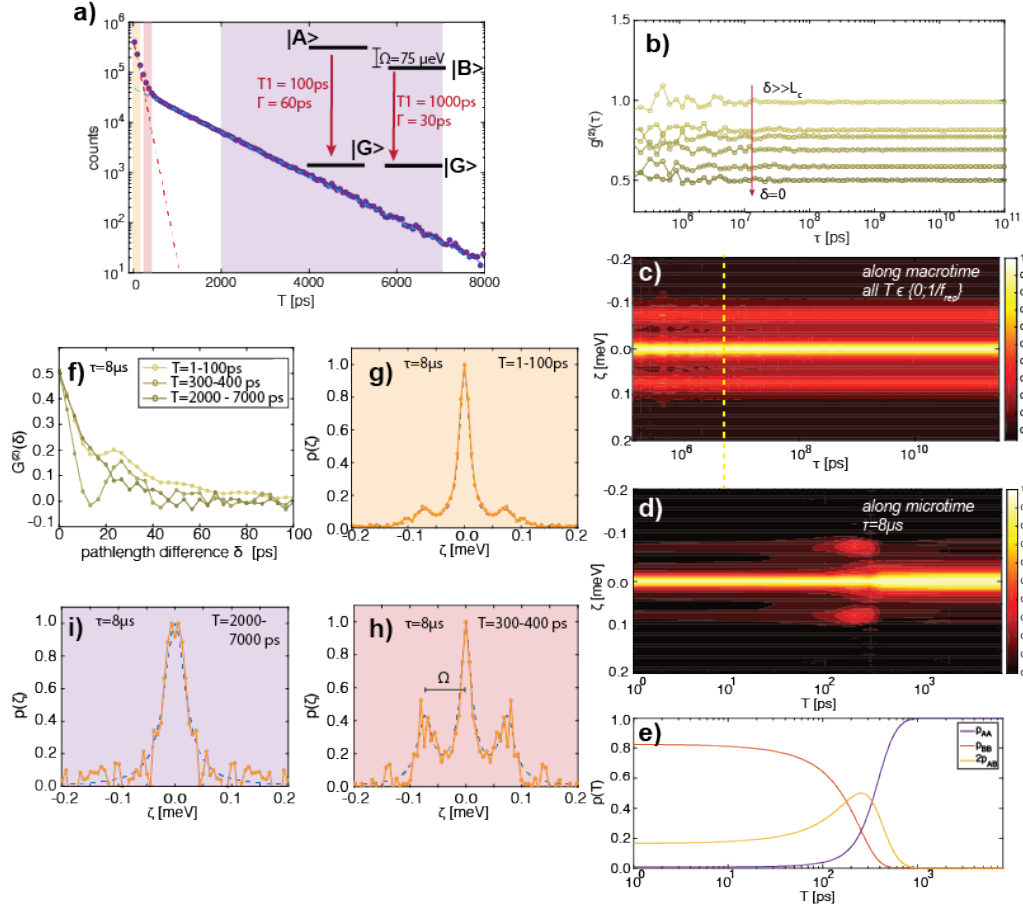 a)
10⁶
10⁵
10⁴
10³
10²
10¹
counts
0
2000
4000
6000
8000
T [ps]
|A>
Ω=75 μeV
|B>
T1 = 100ps
Γ = 60ps
T1 = 1000ps
Γ = 30ps
|G>
|G>
b)
1.5
1.0
0.5
g⁽²⁾(τ)
δ>>L_c
δ=0
10⁶
10⁷
10⁸
10⁹
10¹⁰
10¹¹
τ [ps]
c)
along macrotime
all T ϵ {0;1/f_rep}
-0.2
-0.1
0.0
0.1
0.2
ζ [meV]
10⁶
10⁸
10¹⁰
τ [ps]
d)
along microtime
τ=8μs
-0.2
-0.1
0.0
0.1
0.2
ζ [meV]
10⁰
10¹
10²
10³
T [ps]
e)
p_AA
p_BB
2p_AB
1.0
0.8
0.6
0.4
0.2
0.0
p(T)
10⁰
10¹
10²
10³
T [ps]
f)
τ=8μs
T=1-100ps
T=300-400 ps
T=2000 - 7000 ps
0.5
0.4
0.3
0.2
0.1
0.0
-0.1
G⁽²⁾(δ)
0
20
40
60
80
100
pathlength difference δ [ps]
g)
τ=8μs
T=1-100ps
1.0
0.8
0.6
0.4
0.2
0.
p(ζ)
-0.2
-0.1
0.0
0.1
0.2
ζ [meV]
i)
τ=8μs
T=2000-
7000 ps
1.0
0.8
0.6
0.4
0.2
0.0
p(ζ)
-0.2
-0.1
0.0
0.1
0.2
ζ [meV]
h)
τ=8μs
T=300-400 ps
Ω
1.0
0.8
0.6
0.4
0.2
0.0
p(ζ)
-0.2
-0.1
0.0
0.1
0.2
ζ [meV]